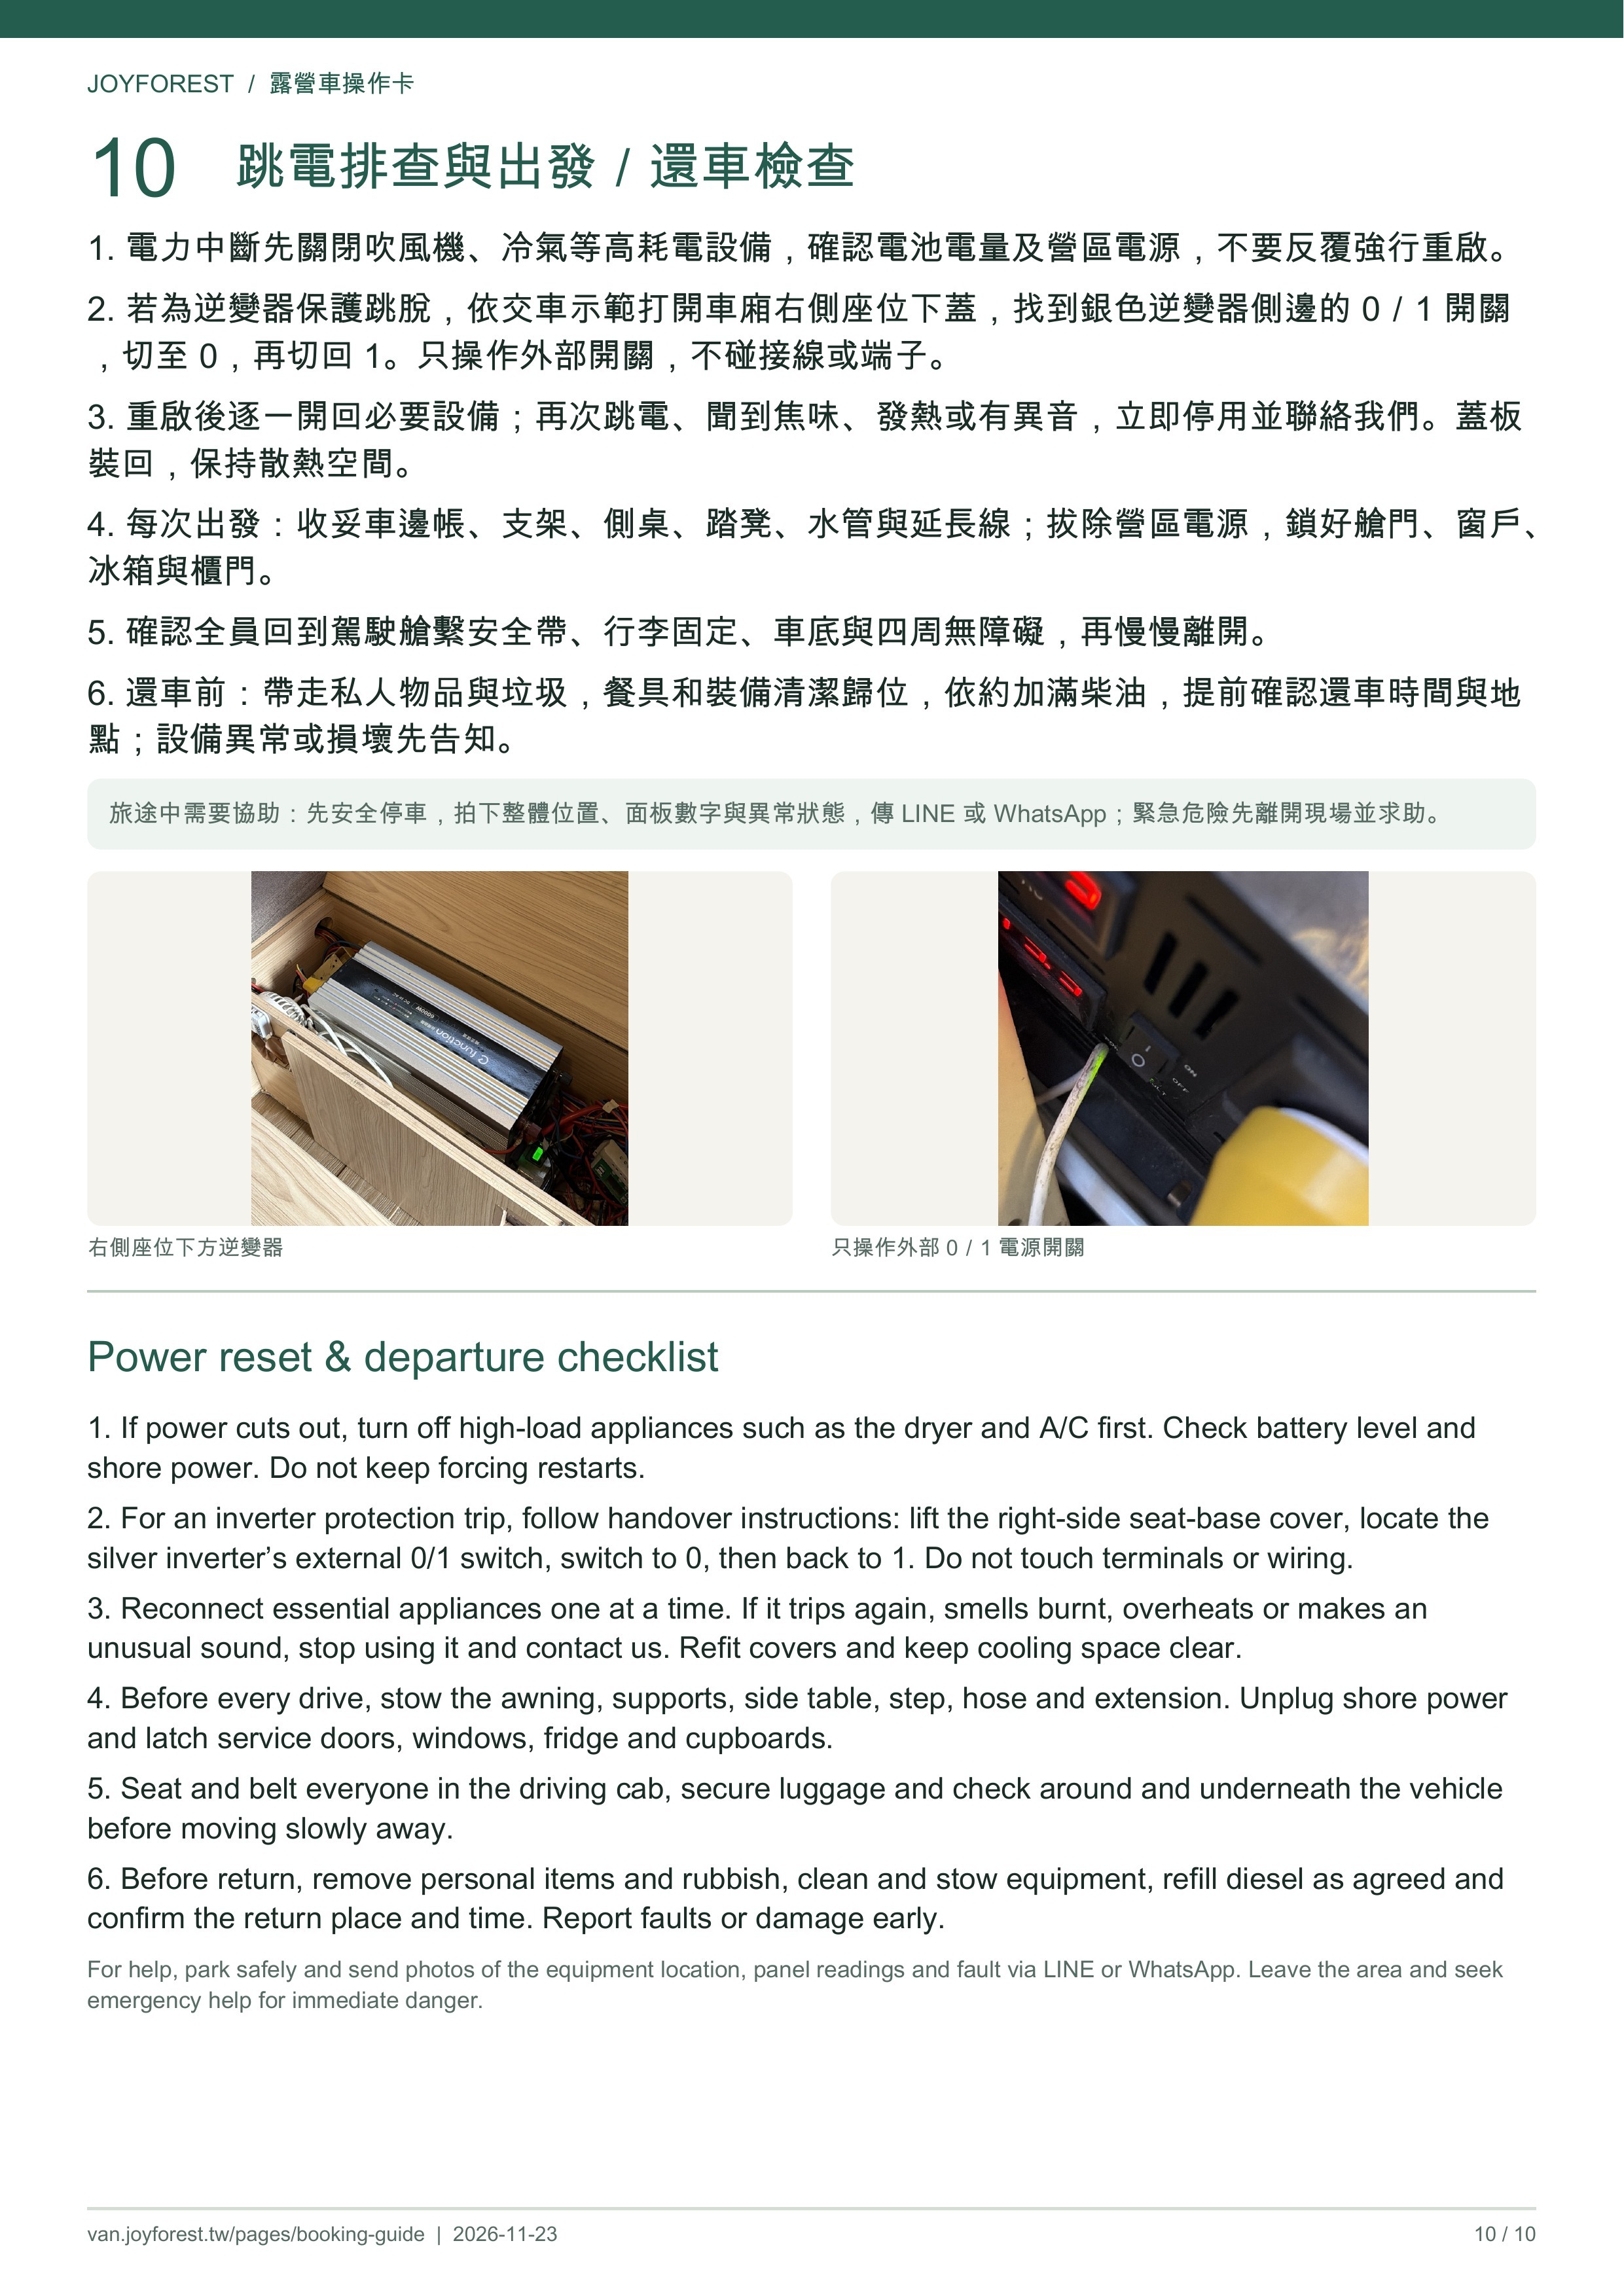 JOYFOREST / 露營車操作卡
10 跳電排查與出發 / 還車檢查
1. 電力中斷先關閉吹風機、冷氣等高耗電設備，確認電池電量及營區電源，不要反覆強行重啟。
2. 若為逆變器保護跳脫，依交車示範打開車廂右側座位下蓋，找到銀色逆變器側邊的 0 / 1 開關
，切至 0，再切回 1。只操作外部開關，不碰接線或端子。
3. 重啟後逐一開回必要設備；再次跳電、聞到焦味、發熱或有異音，立即停用並聯絡我們。蓋板
裝回，保持散熱空間。
4. 每次出發：收妥車邊帳、支架、側桌、踏凳、水管與延長線；拔除營區電源，鎖好艙門、窗戶、
冰箱與櫃門。
5. 確認全員回到駕駛艙繫安全帶、行李固定、車底與四周無障礙，再慢慢離開。
6. 還車前：帶走私人物品與垃圾，餐具和裝備清潔歸位，依約加滿柴油，提前確認還車時間與地
點；設備異常或損壞先告知。
旅途中需要協助：先安全停車，拍下整體位置、面板數字與異常狀態，傳 LINE 或 WhatsApp；緊急危險先離開現場並求助。
function
6000W
ON
OFF
右側座位下方逆變器
只操作外部 0 / 1 電源開關
Power reset & departure checklist
1. If power cuts out, turn off high-load appliances such as the dryer and A/C first. Check battery level and
shore power. Do not keep forcing restarts.
2. For an inverter protection trip, follow handover instructions: lift the right-side seat-base cover, locate the
silver inverter’s external 0/1 switch, switch to 0, then back to 1. Do not touch terminals or wiring.
3. Reconnect essential appliances one at a time. If it trips again, smells burnt, overheats or makes an
unusual sound, stop using it and contact us. Refit covers and keep cooling space clear.
4. Before every drive, stow the awning, supports, side table, step, hose and extension. Unplug shore power
and latch service doors, windows, fridge and cupboards.
5. Seat and belt everyone in the driving cab, secure luggage and check around and underneath the vehicle
before moving slowly away.
6. Before return, remove personal items and rubbish, clean and stow equipment, refill diesel as agreed and
confirm the return place and time. Report faults or damage early.
For help, park safely and send photos of the equipment location, panel readings and fault via LINE or WhatsApp. Leave the area and seek
emergency help for immediate danger.
van.joyforest.tw/pages/booking-guide | 2026-11-23
10 / 10